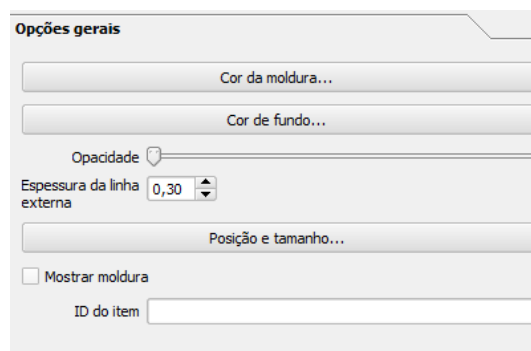 Opções gerais
Cor da moldura...
Cor de fundo...
Opacidade
Espessura da linha
externa
0,30
Posição e tamanho...
Mostrar moldura
ID do item